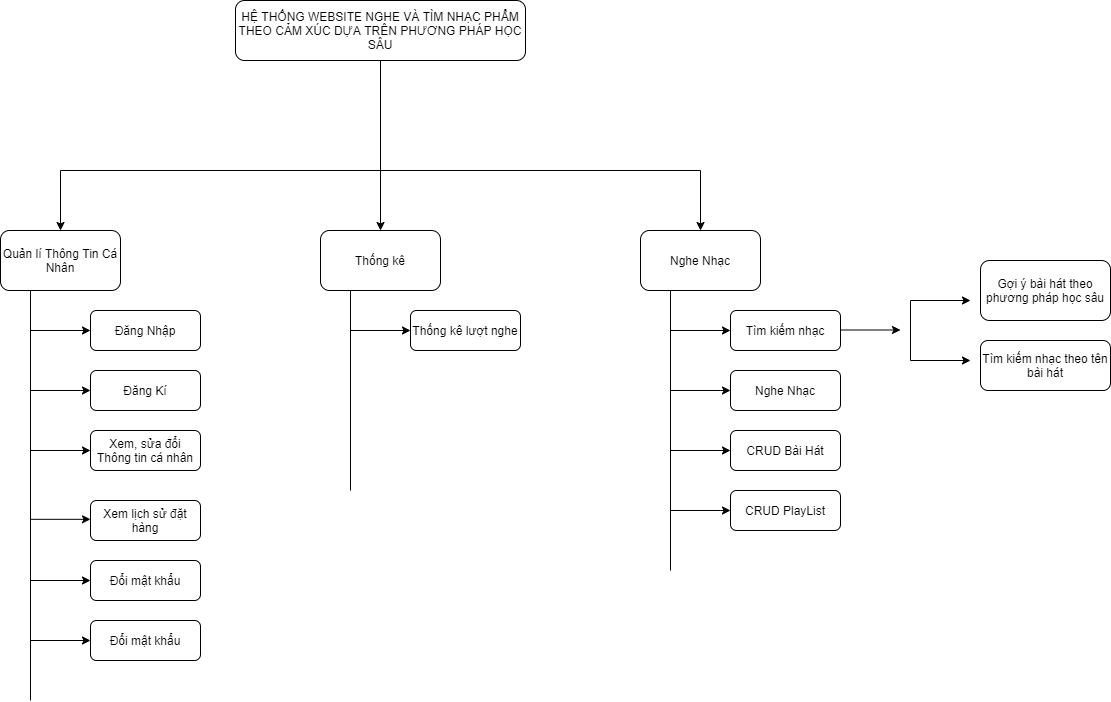 HỆ THỐNG WEBSITE NGHE VÀ TÌM NHẠC PHẨM
THEO CẢM XÚC DỰA TRÊN PHƯƠNG PHÁP HỌC
SÂU
Quản lí Thông Tin Cá
Nhân
Thống kê
Nghe Nhạc
Đăng Nhập
Đăng Kí
Xem, sửa đổi
Thông tin cá nhân
Xem lịch sử đặt
hàng
Đổi mật khẩu
Đổi mật khẩu
Thống kê lượt nghe
Tìm kiếm nhạc
Nghe Nhạc
CRUD Bài Hát
CRUD PlayList
Gợi ý bài hát theo
phương pháp học sâu
Tìm kiếm nhạc theo tên
bài hát